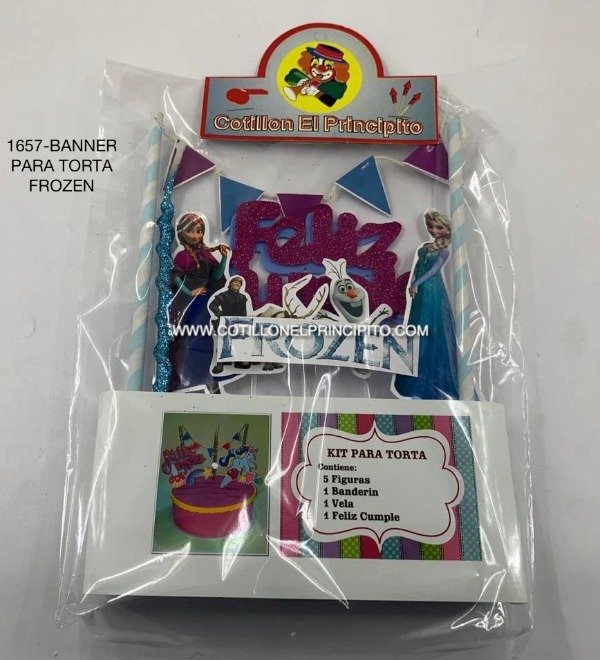 Cotillon El Principito
1657-BANNER
PARA TORTA
FROZEN
Feliz
WWW.COTILLONELPRINCIPITO.COM
FROZEN
KIT PARA TORTA
Contiene:
5 Figuras
1 Banderin
1 Vela
1 Feliz Cumple